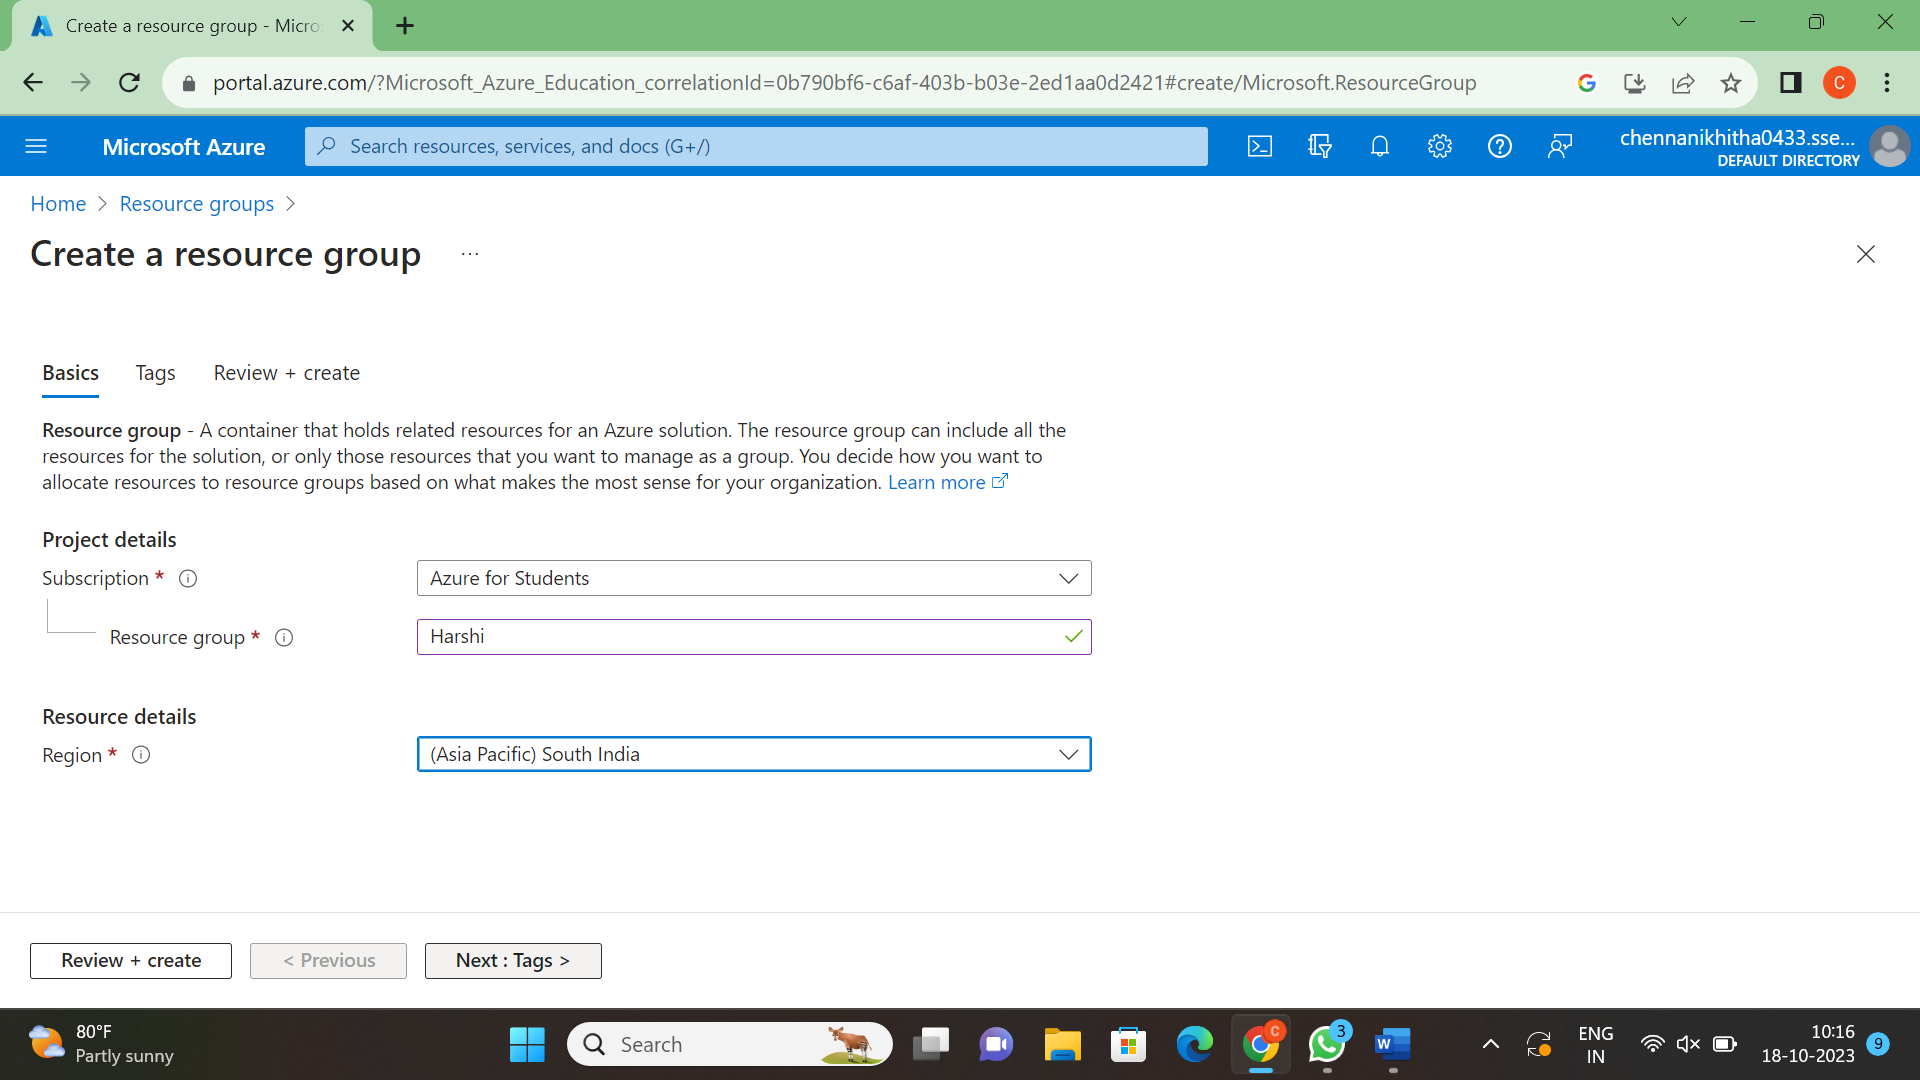 Create a resource group - Micro
portal.azure.com/?Microsoft_Azure_Education_correlationId=0b790bf6-c6af-403b-b03e-2ed1aa0d2421#create/Microsoft.ResourceGroup
C
Microsoft Azure
Search resources, services, and docs (G+/)
chennanikhitha0433.sse...
DEFAULT DIRECTORY
Home > Resource groups >
Create a resource group ...
Basics Tags Review + create
Resource group - A container that holds related resources for an Azure solution. The resource group can include all the
resources for the solution, or only those resources that you want to manage as a group. You decide how you want to
allocate resources to resource groups based on what makes the most sense for your organization. Learn more
Project details
Subscription * Azure for Students
Resource group * Harshi
Resource details
Region * (Asia Pacific) South India
Review + create < Previous Next : Tags >
80°F
Partly sunny
Search
C
3
W
ENG
IN
10:16
18-10-2023
9